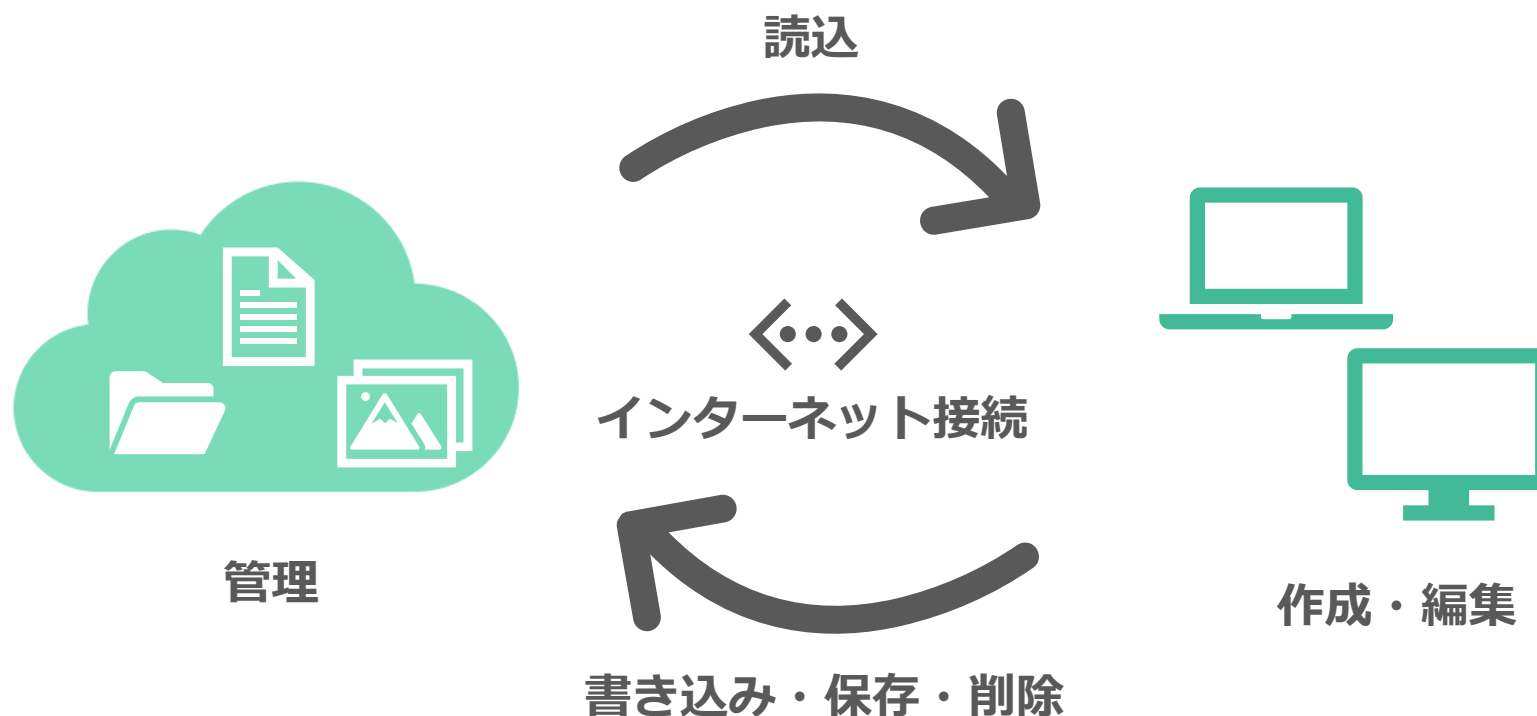 読込
インターネット接続
管理
作成・編集
書き込み・保存・削除